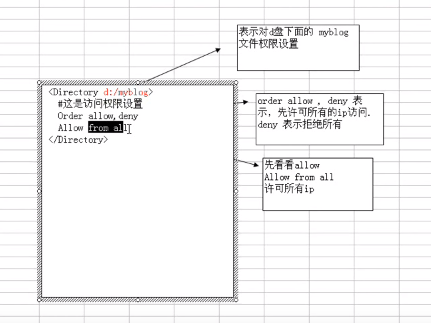 表示对d盘下面的 myblog
文件权限设置
<Directory d:/myblog>
#这是访问权限设置
Order allow,deny
Allow from all
</Directory>
order allow , deny 表
示, 先许可所有的ip访问.
deny 表示拒绝所有
先看看allow
Allow from all
许可所有ip